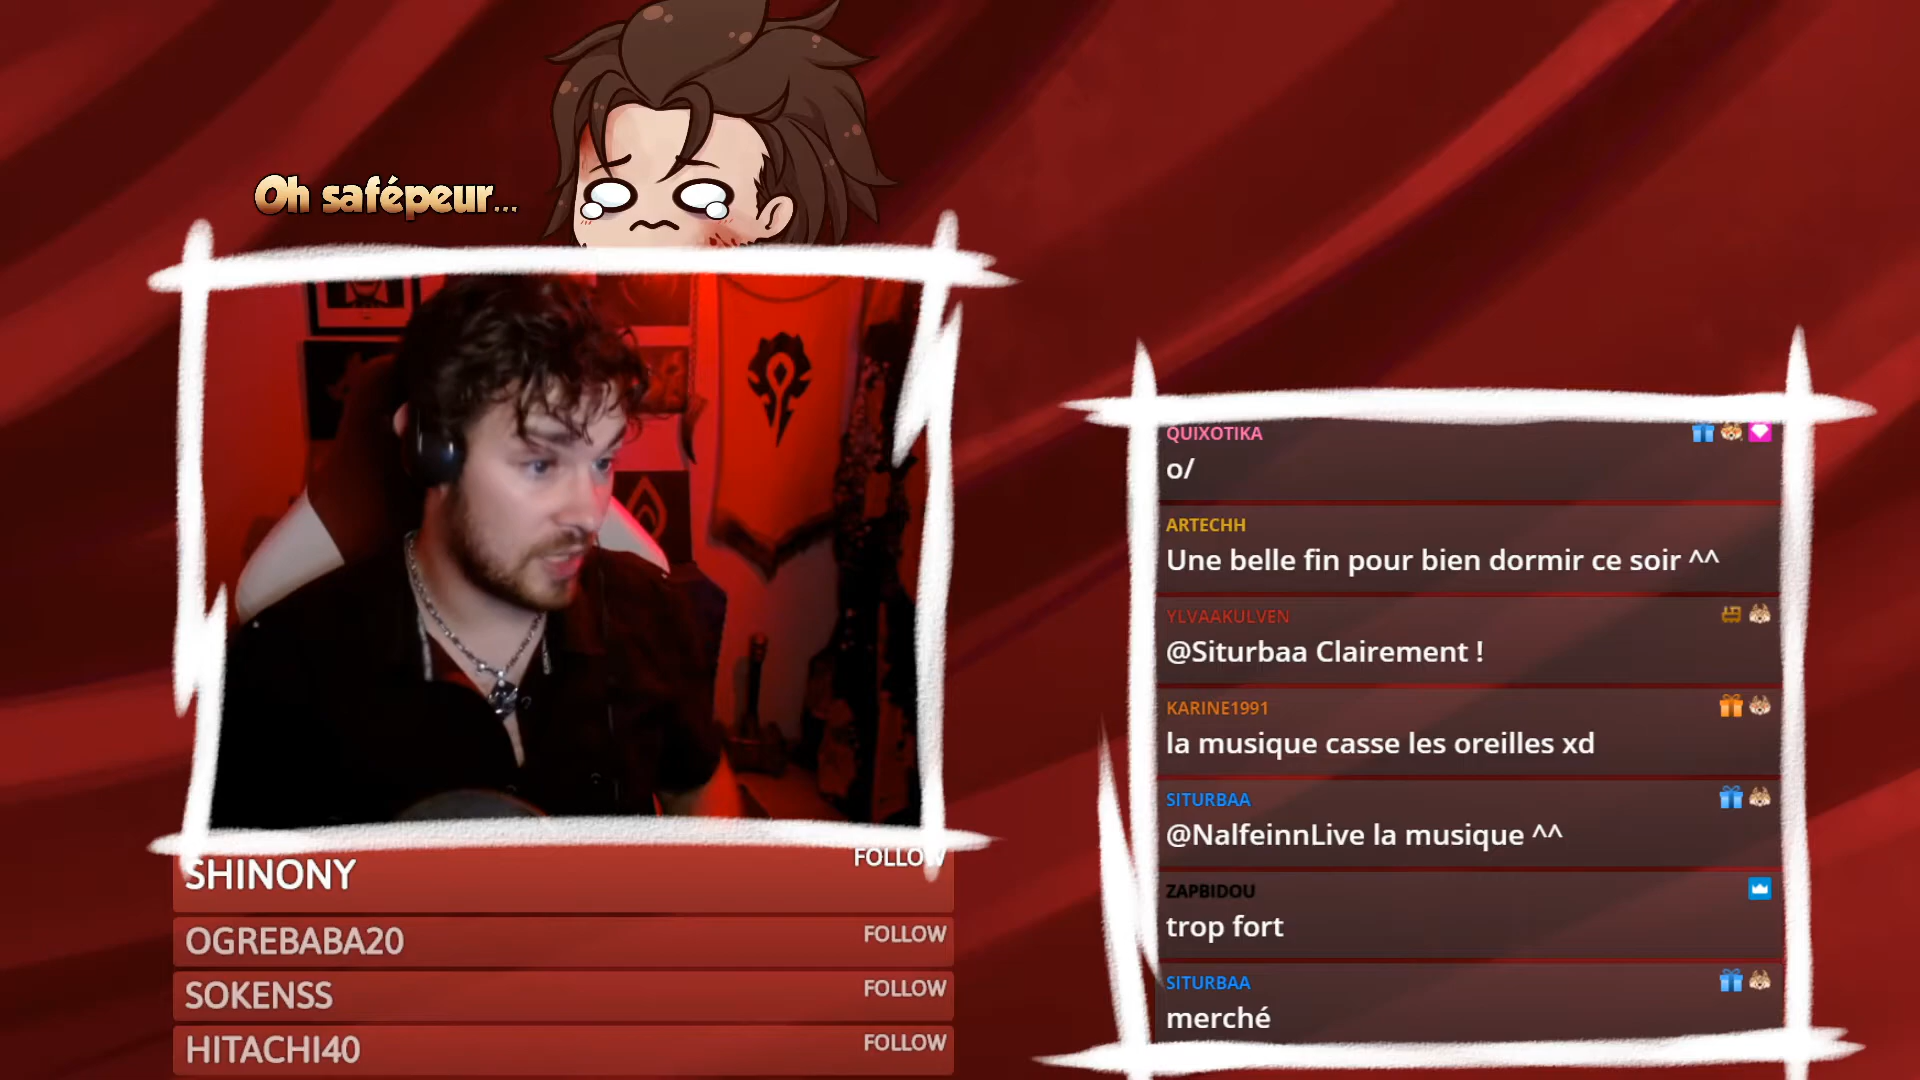 Oh safépeur...
SHINONY
FOLLOW
OGREBABA20
FOLLOW
SOKENSS
FOLLOW
HITACHI40
FOLLOW
QUIXOTIKA
o/
ARTECHH
Une belle fin pour bien dormir ce soir ^^
YLVAAKULVEN
@Siturbaa Clairement !
KARINE1991
la musique casse les oreilles xd
SITURBAA
@NalfeinnLive la musique ^^
ZAPBIDOU
trop fort
SITURBAA
merché